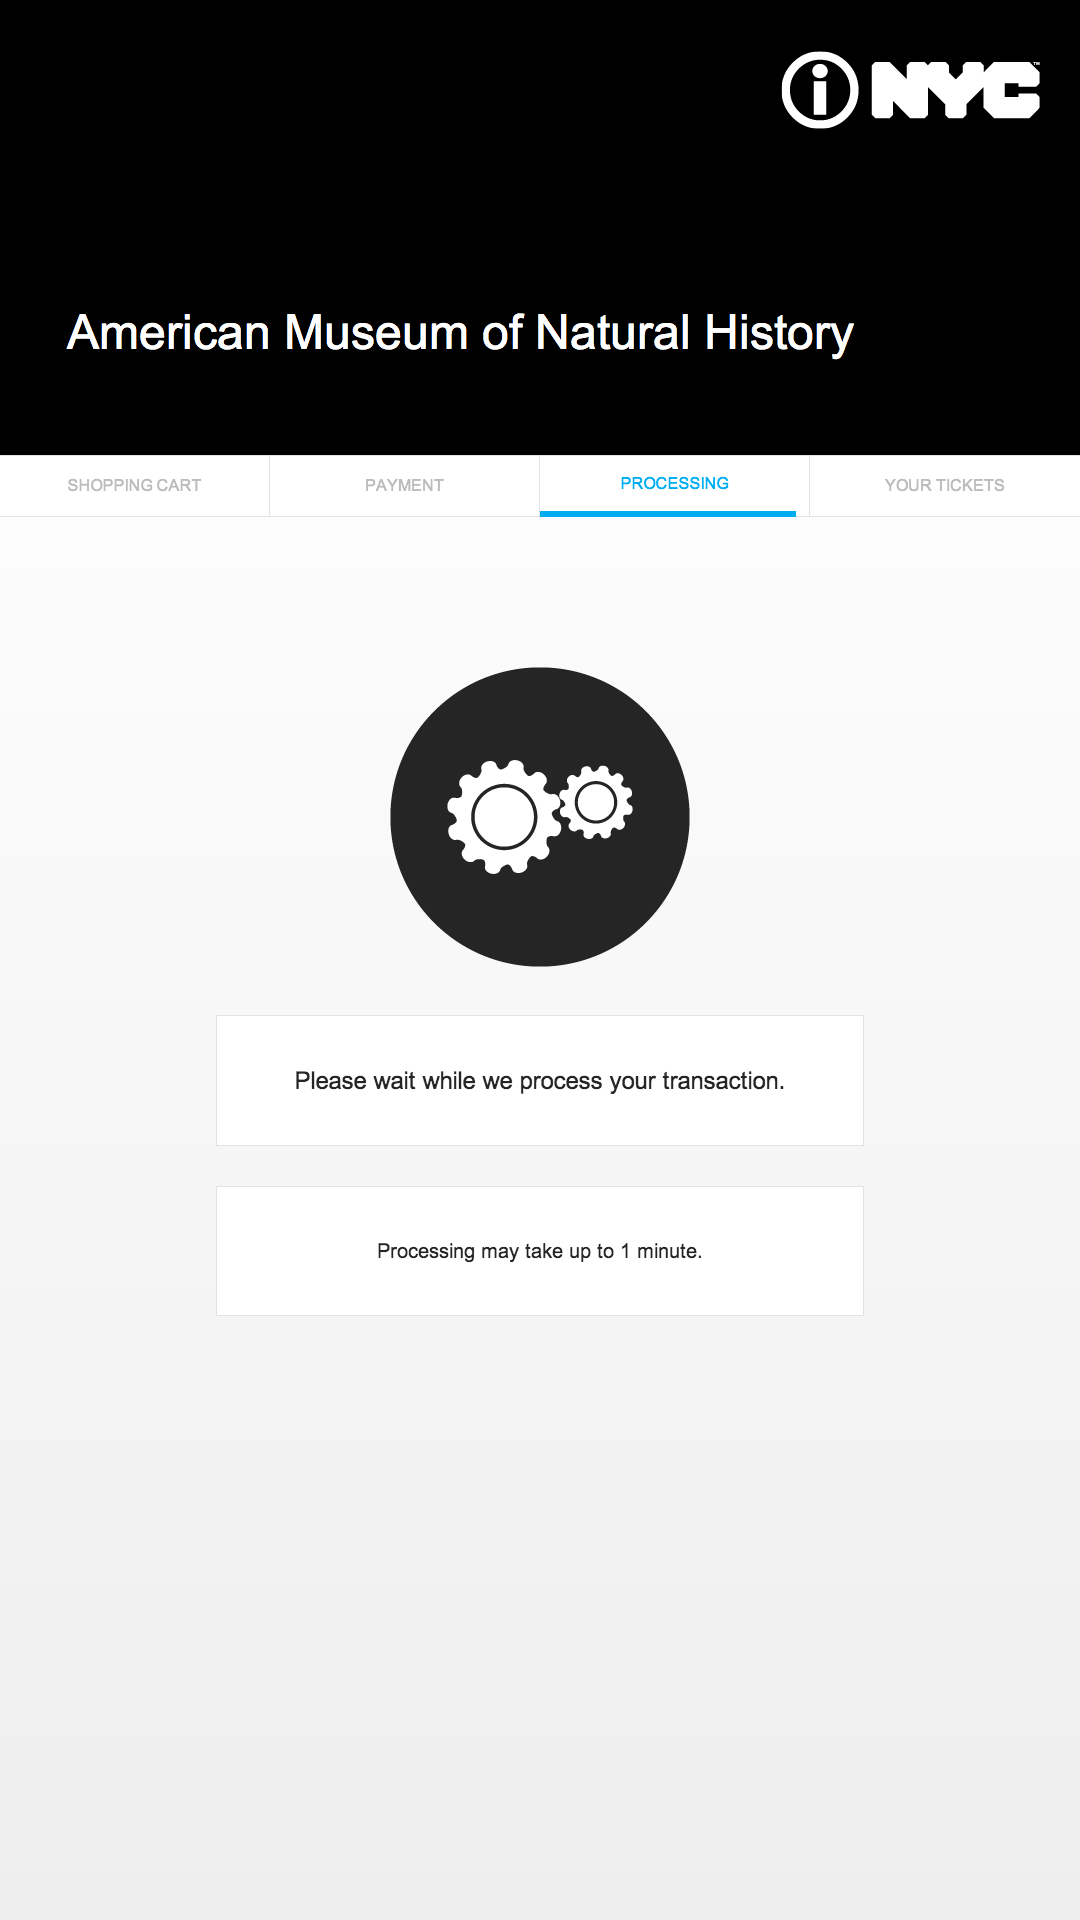 i NYC™
American Museum of Natural History
SHOPPING CART
PAYMENT
PROCESSING
YOUR TICKETS
Please wait while we process your transaction.
Processing may take up to 1 minute.